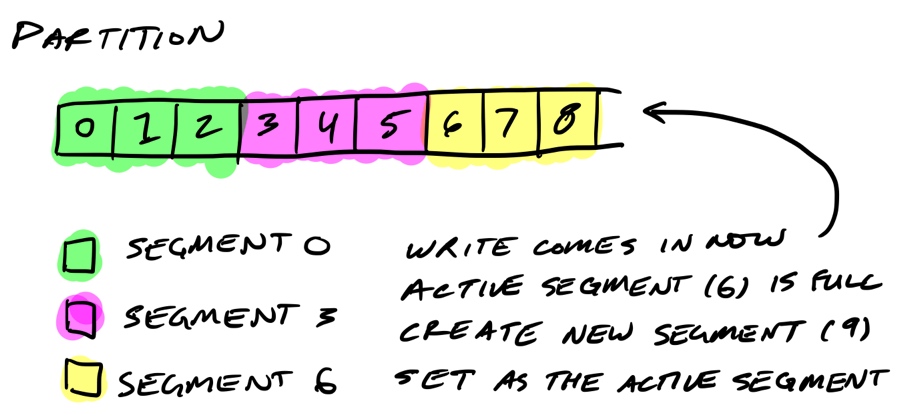 PARTITION
0 1 2 3 4 5 6 7 8
SEGMENT 0
SEGMENT 3
SEGMENT 6
WRITE COMES IN NOW
ACTIVE SEGMENT (6) IS FULL
CREATE NEW SEGMENT (9)
SET AS THE ACTIVE SEGMENT